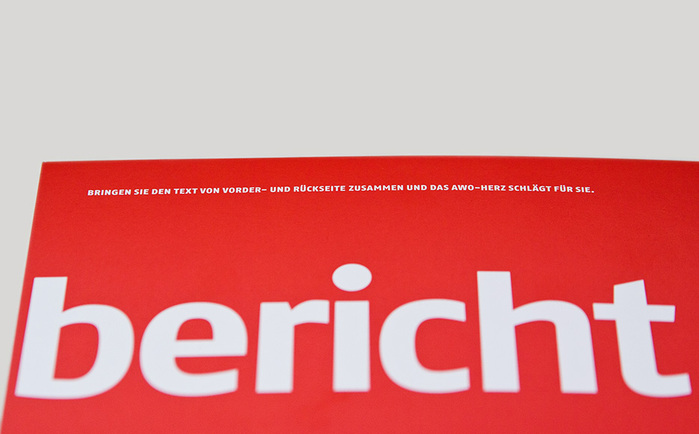 BRINGEN SIE DEN TEXT VON VORDER– UND RÜCKSEITE ZUSAMMEN UND DAS AWO–HERZ SCHLÄGT FÜR SIE.
bericht